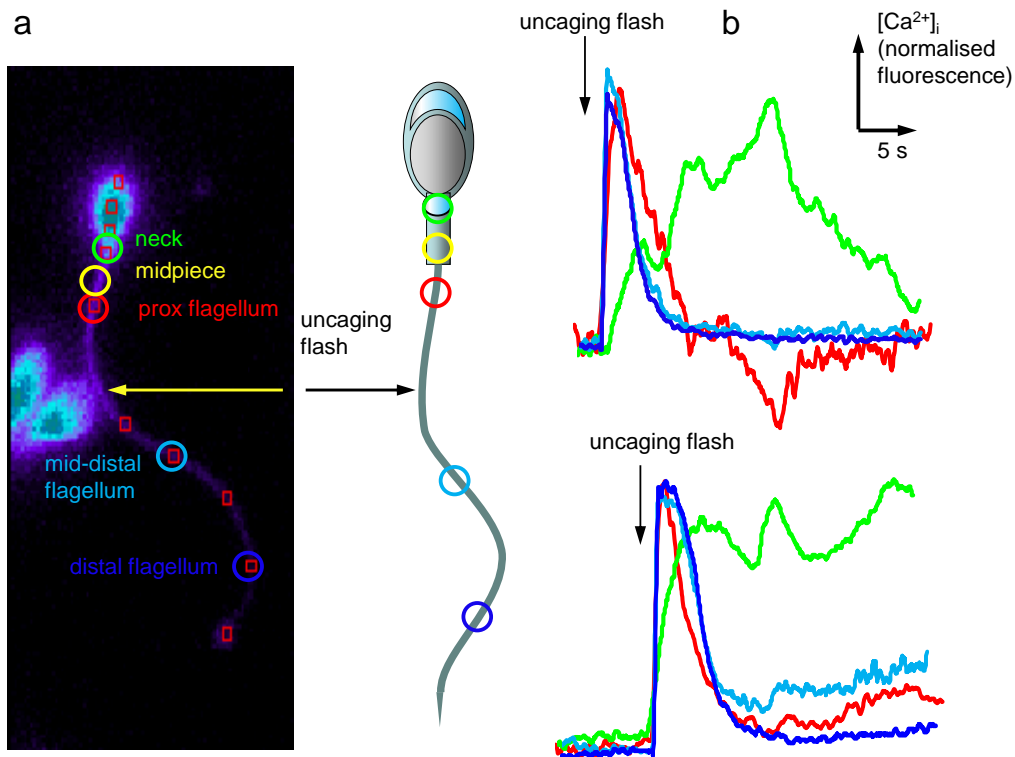 a
uncaging flash
b
[Ca²⁺]ᵢ
(normalised
fluorescence)
5 s
neck
midpiece
prox flagellum
uncaging
flash
mid-distal
flagellum
distal flagellum
uncaging flash